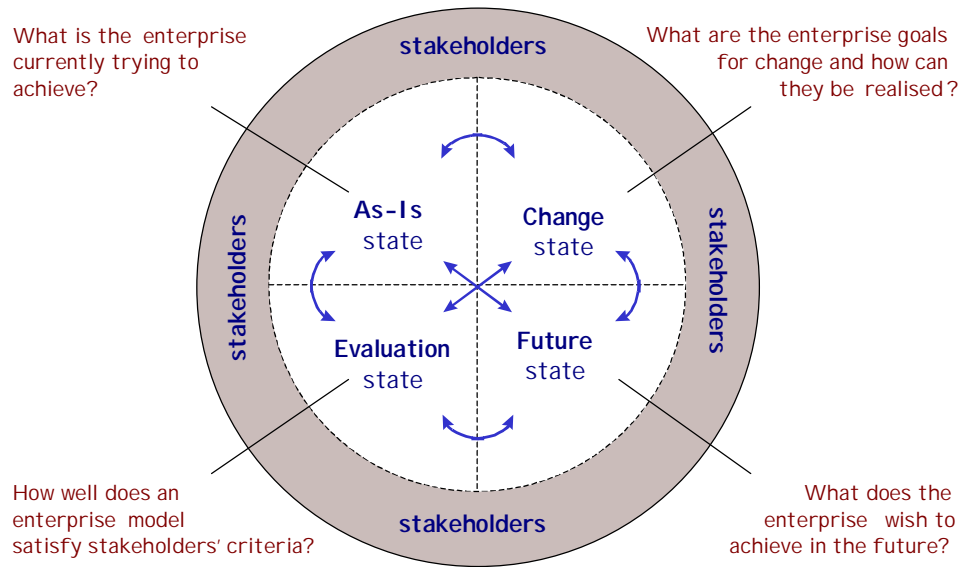 What is the enterprise
currently trying to
achieve?
stakeholders
What are the enterprise goals
for change and how can
they be realised?
As-Is
state
Change
state
stakeholders
stakeholders
Evaluation
state
Future
state
How well does an
enterprise model
satisfy stakeholders' criteria?
stakeholders
What does the
enterprise wish to
achieve in the future?